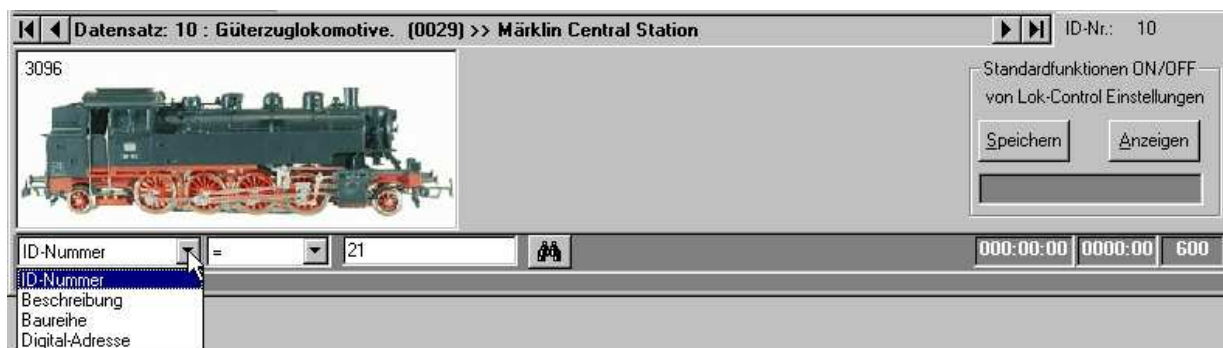 Datensatz: 10 : Güterzuglokomotive. (0029) >> Märklin Central Station
ID-Nr.: 10
3096
Standardfunktionen ON/OFF
von Lok-Control Einstellungen
Speichern Anzeigen
ID-Nummer = 21
000:00:00 0000:00 600
ID-Nummer
Beschreibung
Baureihe
Digital-Adresse